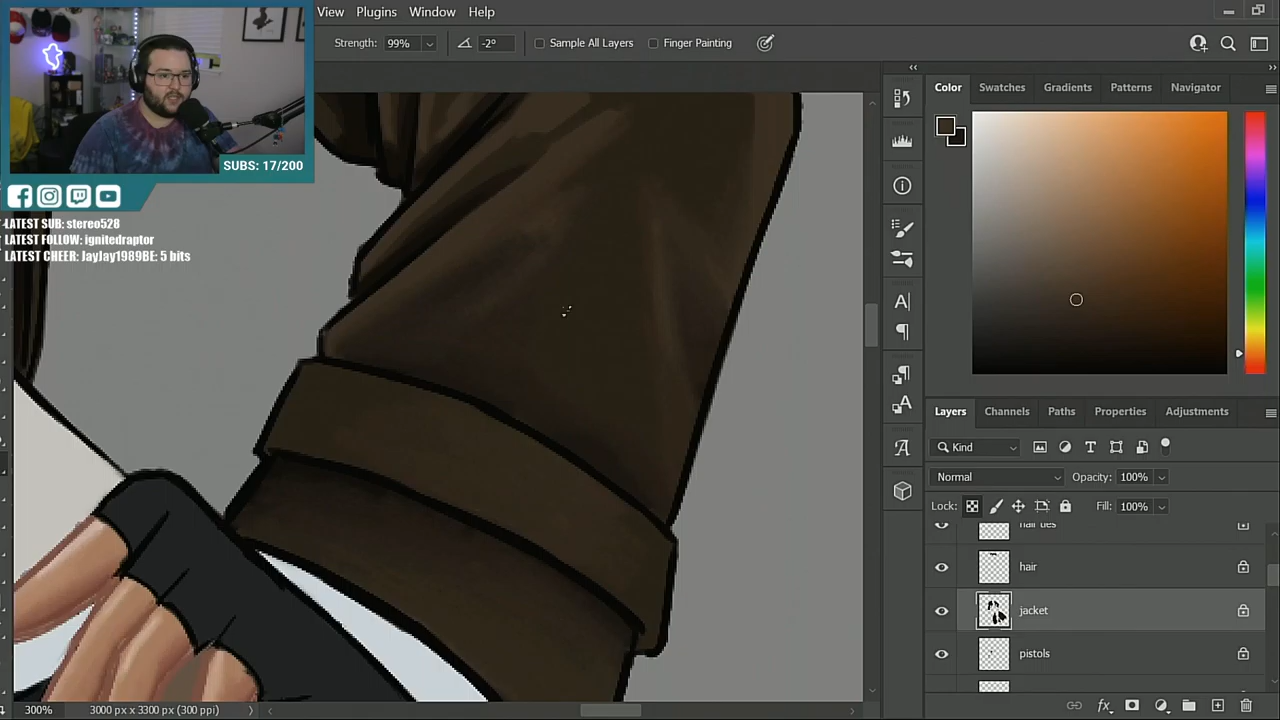 View Plugins Window Help
Strength: 99% -2° Sample All Layers Finger Painting
SUBS: 17/200
LATEST SUB: stereo528
LATEST FOLLOW: ignitedraptor
LATEST CHEER: JayJay1989BE: 5 bits
Color Swatches Gradients Patterns Navigator
Layers Channels Paths Properties Adjustments
Kind
Normal Opacity: 100%
Lock: Fill: 100%
hair ties
hair
jacket
pistols
300% 3000 px x 3300 px (300 ppi)